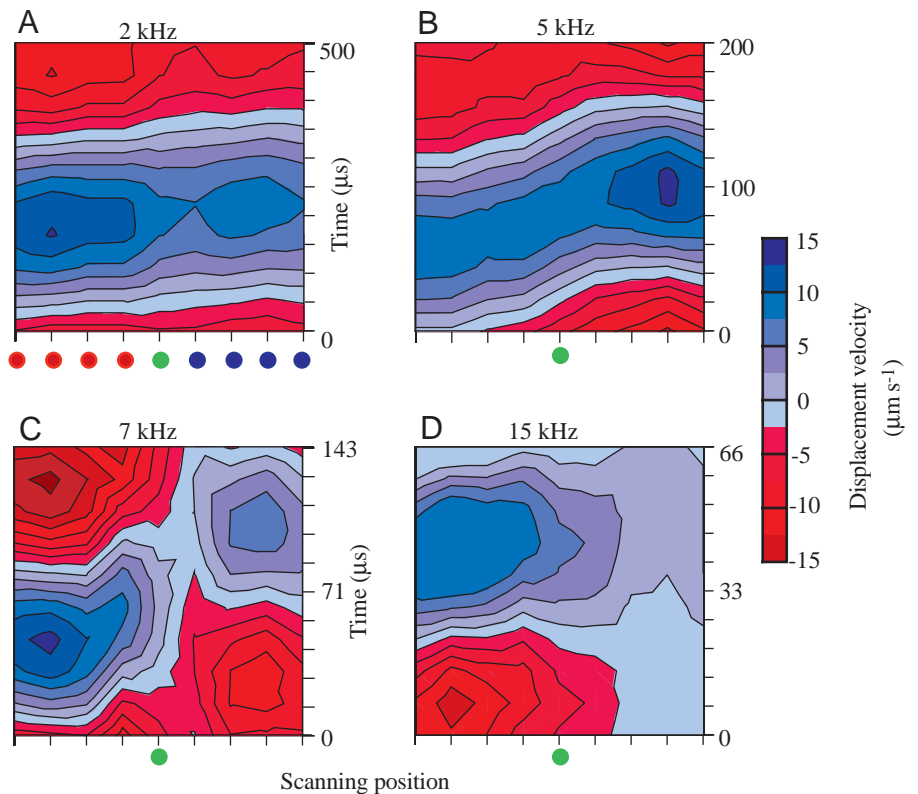 A
2 kHz
500
Time (µs)
0
B
5 kHz
200
100
0
C
7 kHz
143
71
Time (µs)
0
D
15 kHz
66
33
0
Scanning position
15
10
5
0
-5
-10
-15
Displacement velocity
(µm s-1)